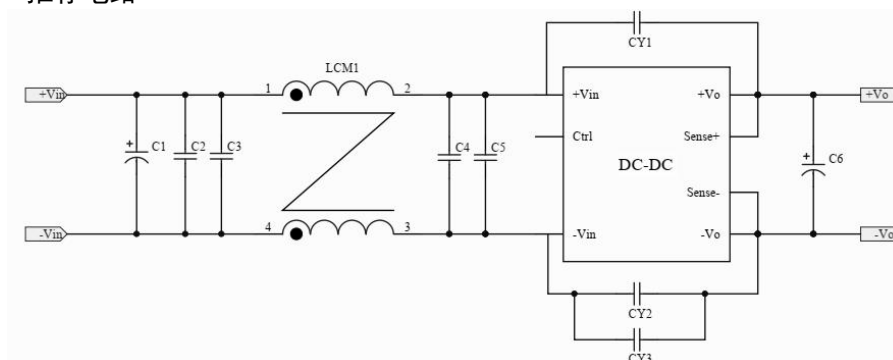 CY1
LCM1
1 2
+Vin +Vin +Vo +Vo
C1 C2 C3 C4 C5 Ctrl Sense+
DC-DC C6
Sense-
-Vin 4 3 -Vin -Vo -Vo
CY2
CY3